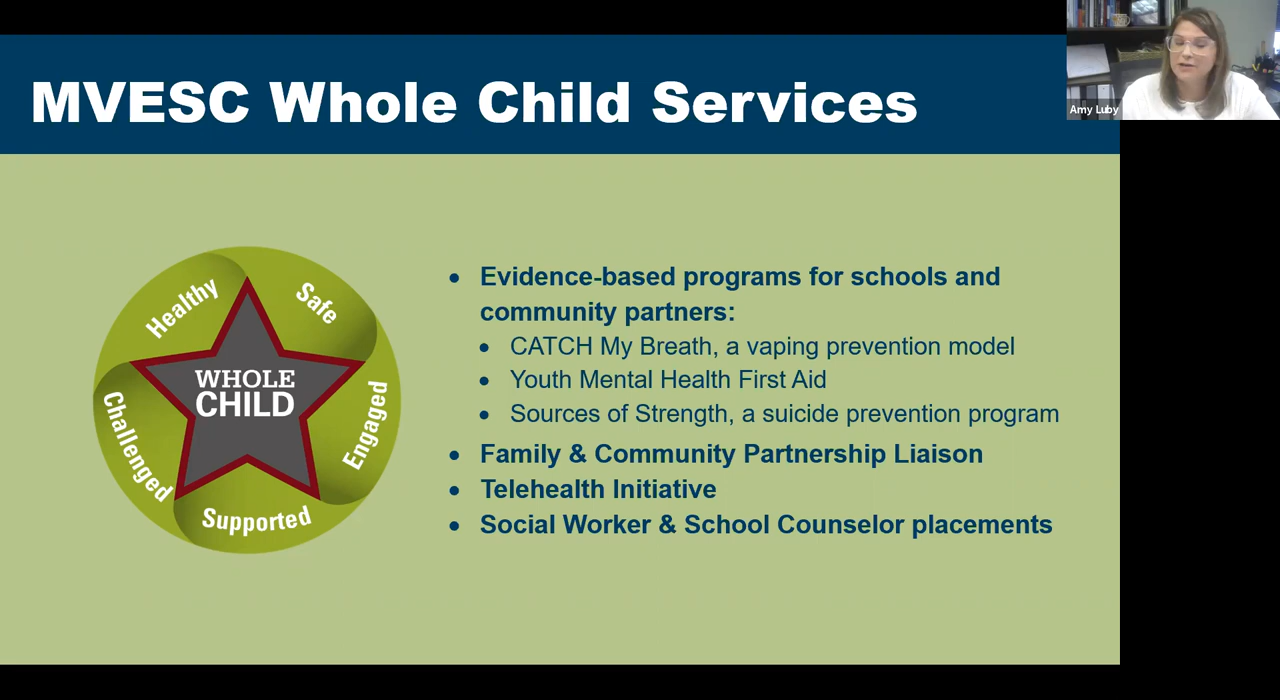 MVESC Whole Child Services
Amy Luby
Healthy
Safe
Engaged
Supported
Challenged
WHOLE
CHILD
• Evidence-based programs for schools and
community partners:
• CATCH My Breath, a vaping prevention model
• Youth Mental Health First Aid
• Sources of Strength, a suicide prevention program
• Family & Community Partnership Liaison
• Telehealth Initiative
• Social Worker & School Counselor placements